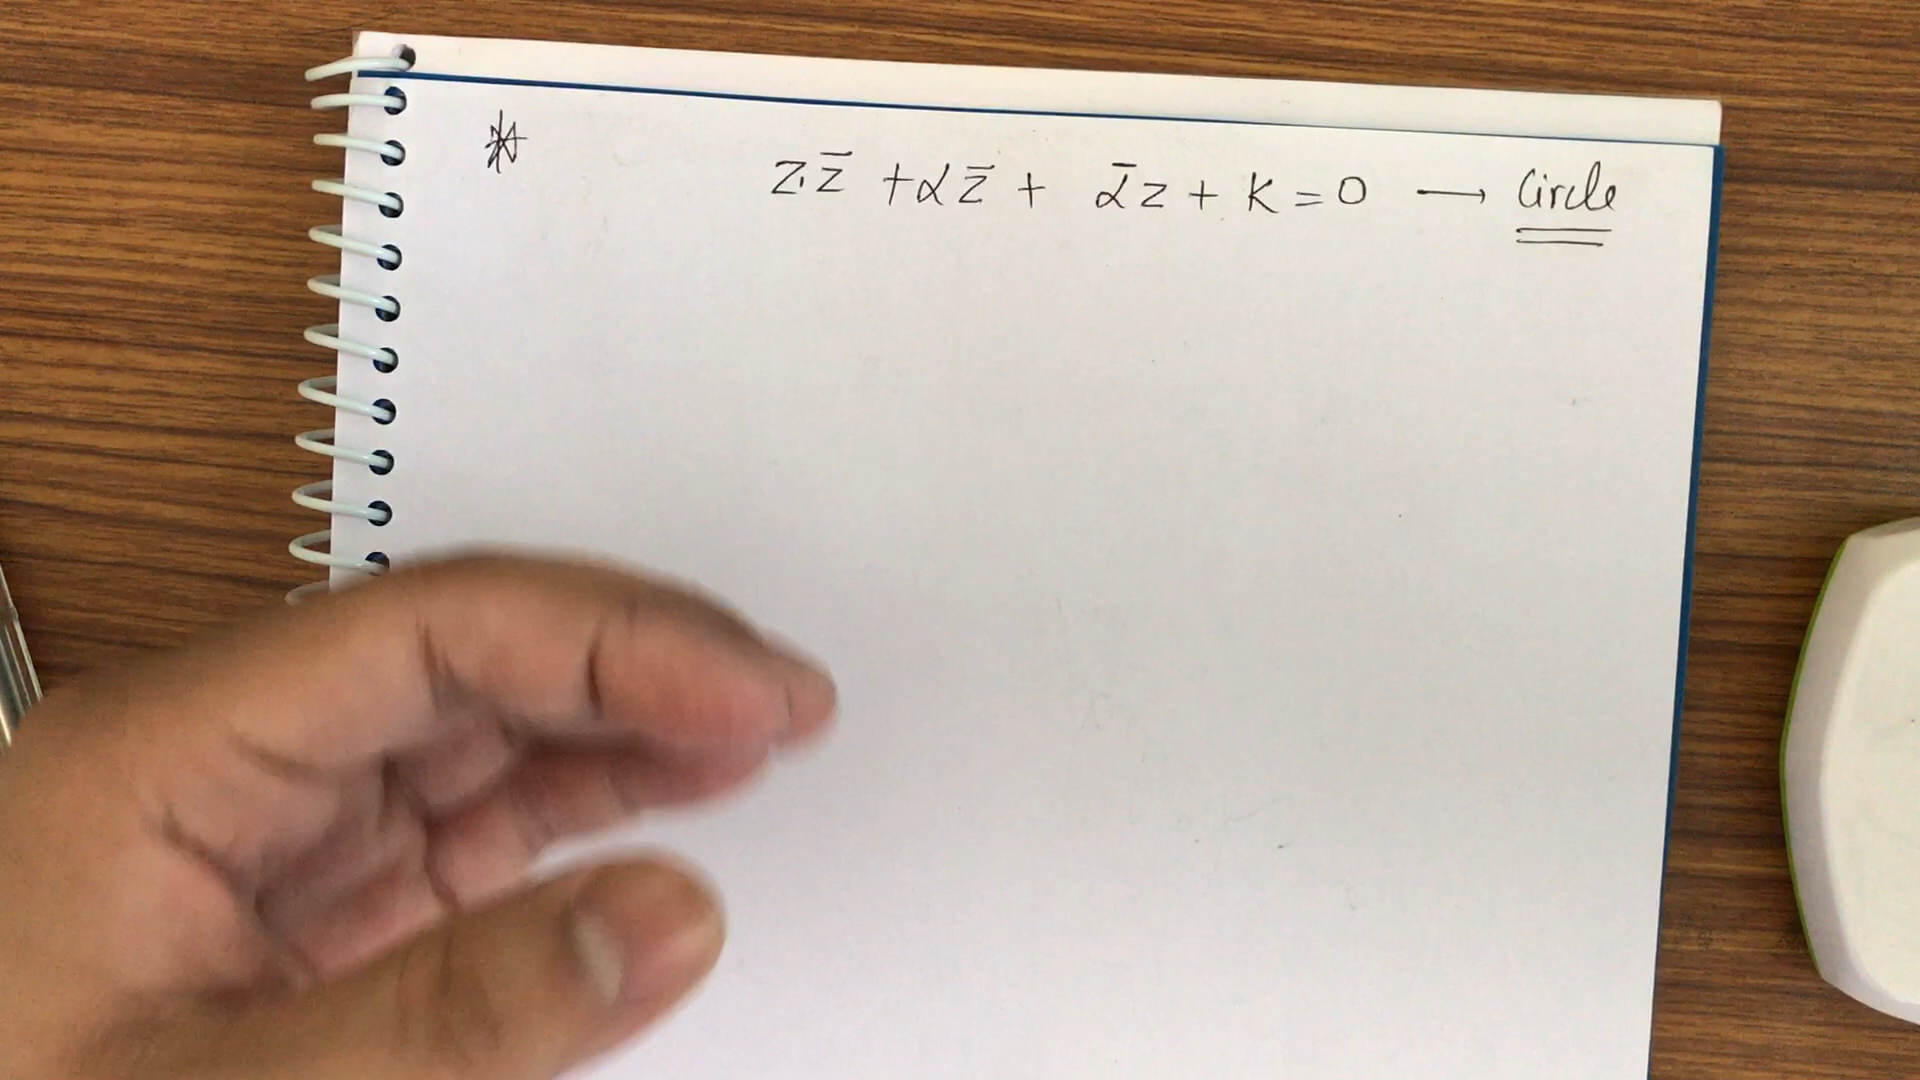 * z.z̄ + αz̄ + ᾱz + k = 0 → Circle